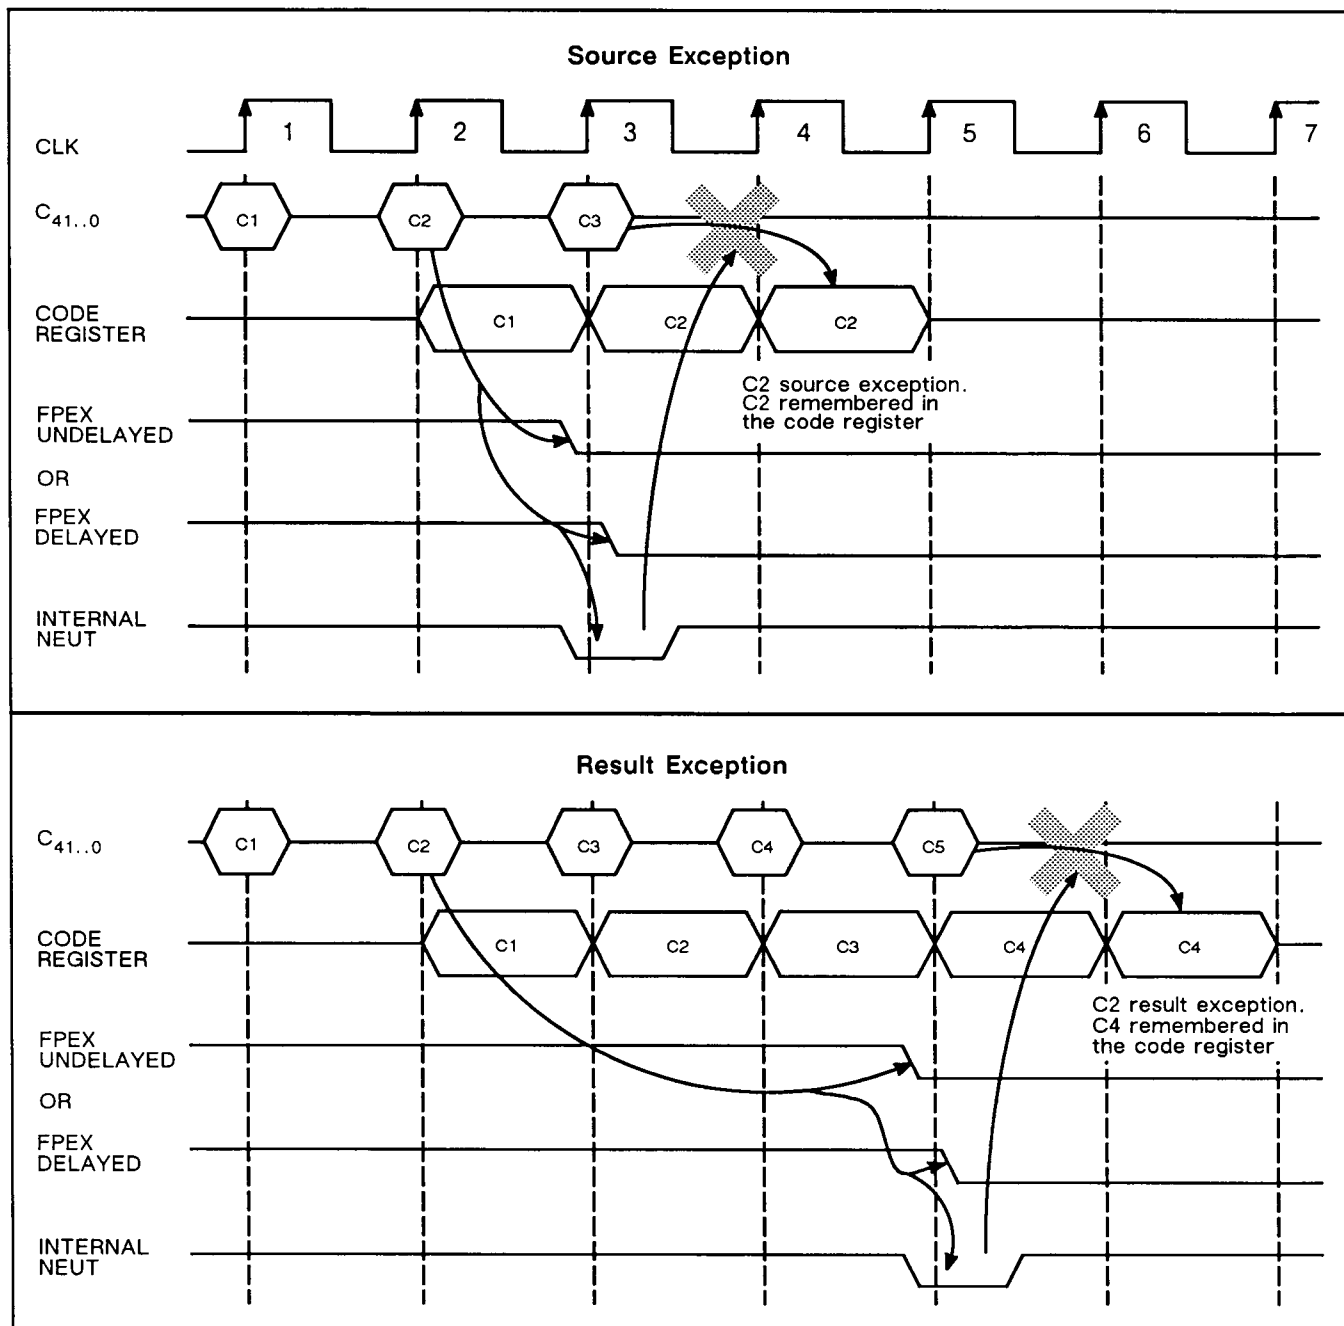 Source Exception
CLK
1 2 3 4 5 6 7
C41..0
C1 C2 C3
CODE
REGISTER
C1 C2 C2
C2 source exception.
C2 remembered in
the code register
FPEX
UNDELAYED
OR
FPEX
DELAYED
INTERNAL
NEUT
Result Exception
C41..0
C1 C2 C3 C4 C5
CODE
REGISTER
C1 C2 C3 C4 C4
C2 result exception.
C4 remembered in
the code register
FPEX
UNDELAYED
OR
FPEX
DELAYED
INTERNAL
NEUT